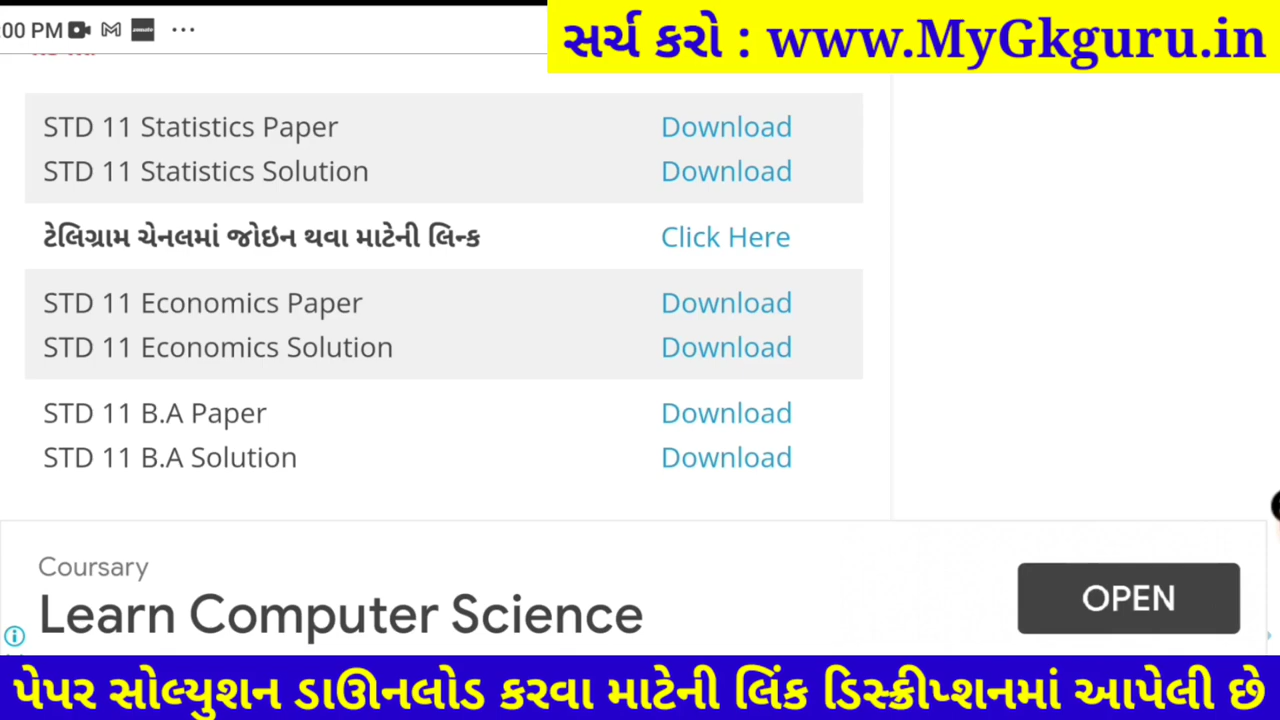 :00 PM
સર્ચ કરો : www.MyGkguru.in
STD 11 Statistics Paper Download
STD 11 Statistics Solution Download
ટેલિગ્રામ ચેનલમાં જોઇન થવા માટેની લિન્ક Click Here
STD 11 Economics Paper Download
STD 11 Economics Solution Download
STD 11 B.A Paper Download
STD 11 B.A Solution Download
Coursary
Learn Computer Science
OPEN
પેપર સોલ્યુશન ડાઊનલોડ કરવા માટેની લિંક ડિસ્ક્રીપ્શનમાં આપેલી છે